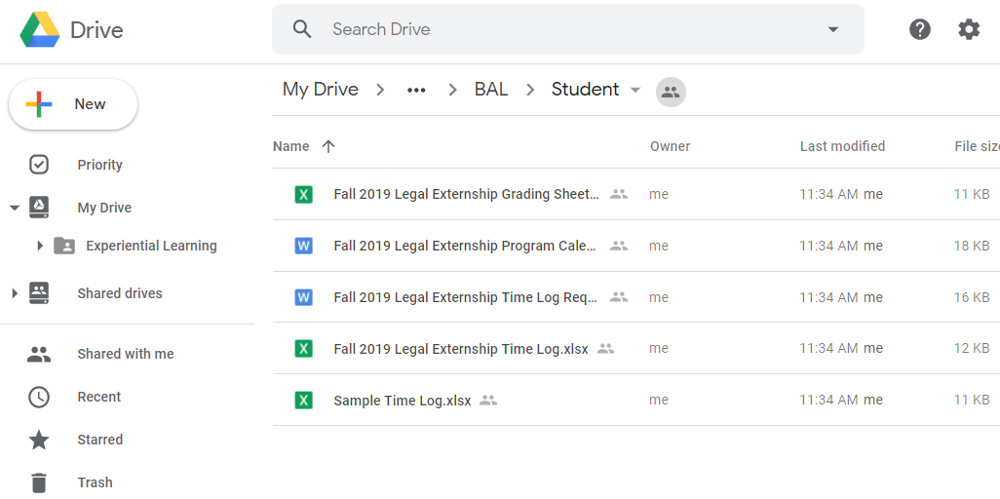 Drive
Search Drive
New
Priority
My Drive
Experiential Learning
Shared drives
Shared with me
Recent
Starred
Trash
My Drive > ... > BAL > Student
Name Owner Last modified File siz
Fall 2019 Legal Externship Grading Sheet... me 11:34 AM me 11 KB
Fall 2019 Legal Externship Program Cale... me 11:34 AM me 18 KB
Fall 2019 Legal Externship Time Log Req... me 11:34 AM me 16 KB
Fall 2019 Legal Externship Time Log.xlsx me 11:34 AM me 12 KB
Sample Time Log.xlsx me 11:34 AM me 11 KB